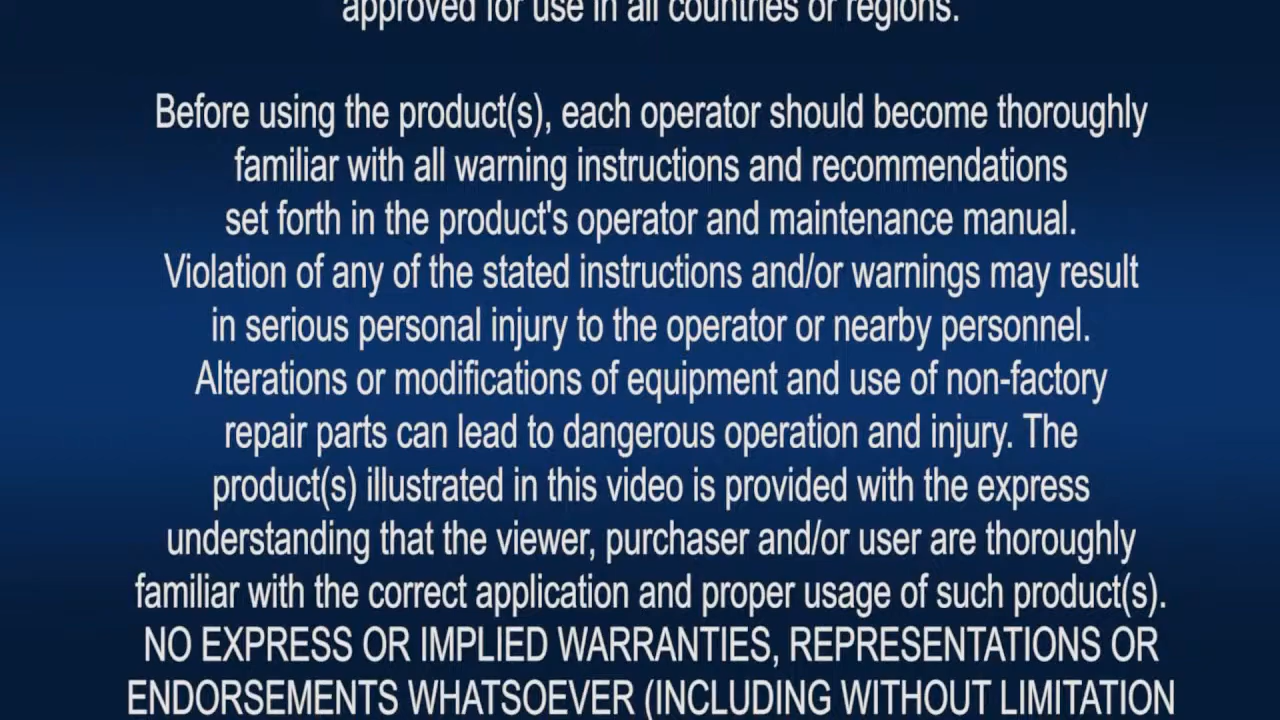 approved for use in all countries or regions.
Before using the product(s), each operator should become thoroughly
familiar with all warning instructions and recommendations
set forth in the product's operator and maintenance manual.
Violation of any of the stated instructions and/or warnings may result
in serious personal injury to the operator or nearby personnel.
Alterations or modifications of equipment and use of non-factory
repair parts can lead to dangerous operation and injury. The
product(s) illustrated in this video is provided with the express
understanding that the viewer, purchaser and/or user are thoroughly
familiar with the correct application and proper usage of such product(s).
NO EXPRESS OR IMPLIED WARRANTIES, REPRESENTATIONS OR
ENDORSEMENTS WHATSOEVER (INCLUDING WITHOUT LIMITATION